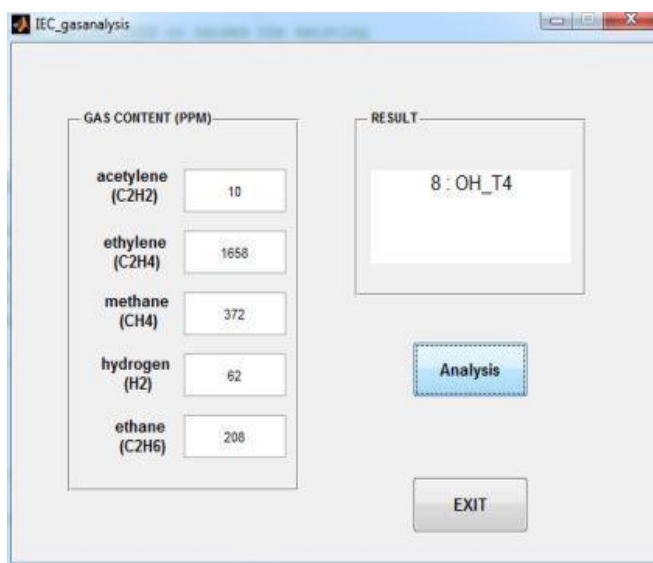 IEC_gasanalysis
GAS CONTENT (PPM)
acetylene
(C2H2)
10
ethylene
(C2H4)
1658
methane
(CH4)
372
hydrogen
(H2)
62
ethane
(C2H6)
208
RESULT
8 : OH_T4
Analysis
EXIT